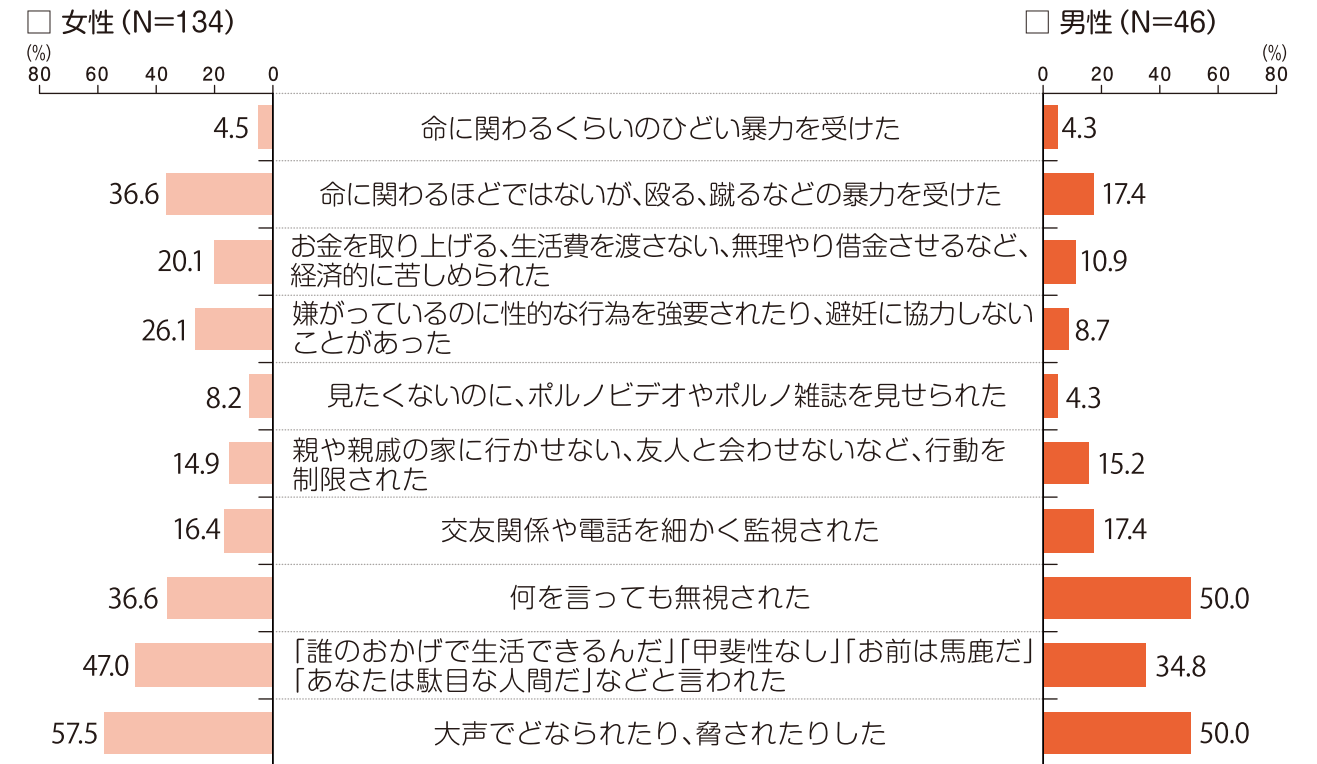 □ 女性(N=134)
□ 男性(N=46)
(%)
80 60 40 20 0
(%)
0 20 40 60 80
4.5 命に関わるくらいのひどい暴力を受けた 4.3
36.6 命に関わるほどではないが、殴る、蹴るなどの暴力を受けた 17.4
お金を取り上げる、生活費を渡さない、無理やり借金させるなど、
20.1 経済的に苦しめられた 10.9
嫌がっているのに性的な行為を強要されたり、避妊に協力しない
26.1 ことがあった 8.7
8.2 見たくないのに、ポルノビデオやポルノ雑誌を見せられた 4.3
親や親戚の家に行かせない、友人と会わせないなど、行動を
14.9 制限された 15.2
16.4 交友関係や電話を細かく監視された 17.4
36.6 何を言っても無視された 50.0
「誰のおかげで生活できるんだ」「甲斐性なし」「お前は馬鹿だ」
47.0 「あなたは駄目な人間だ」などと言われた 34.8
57.5 大声でどなられたり、脅されたりした 50.0